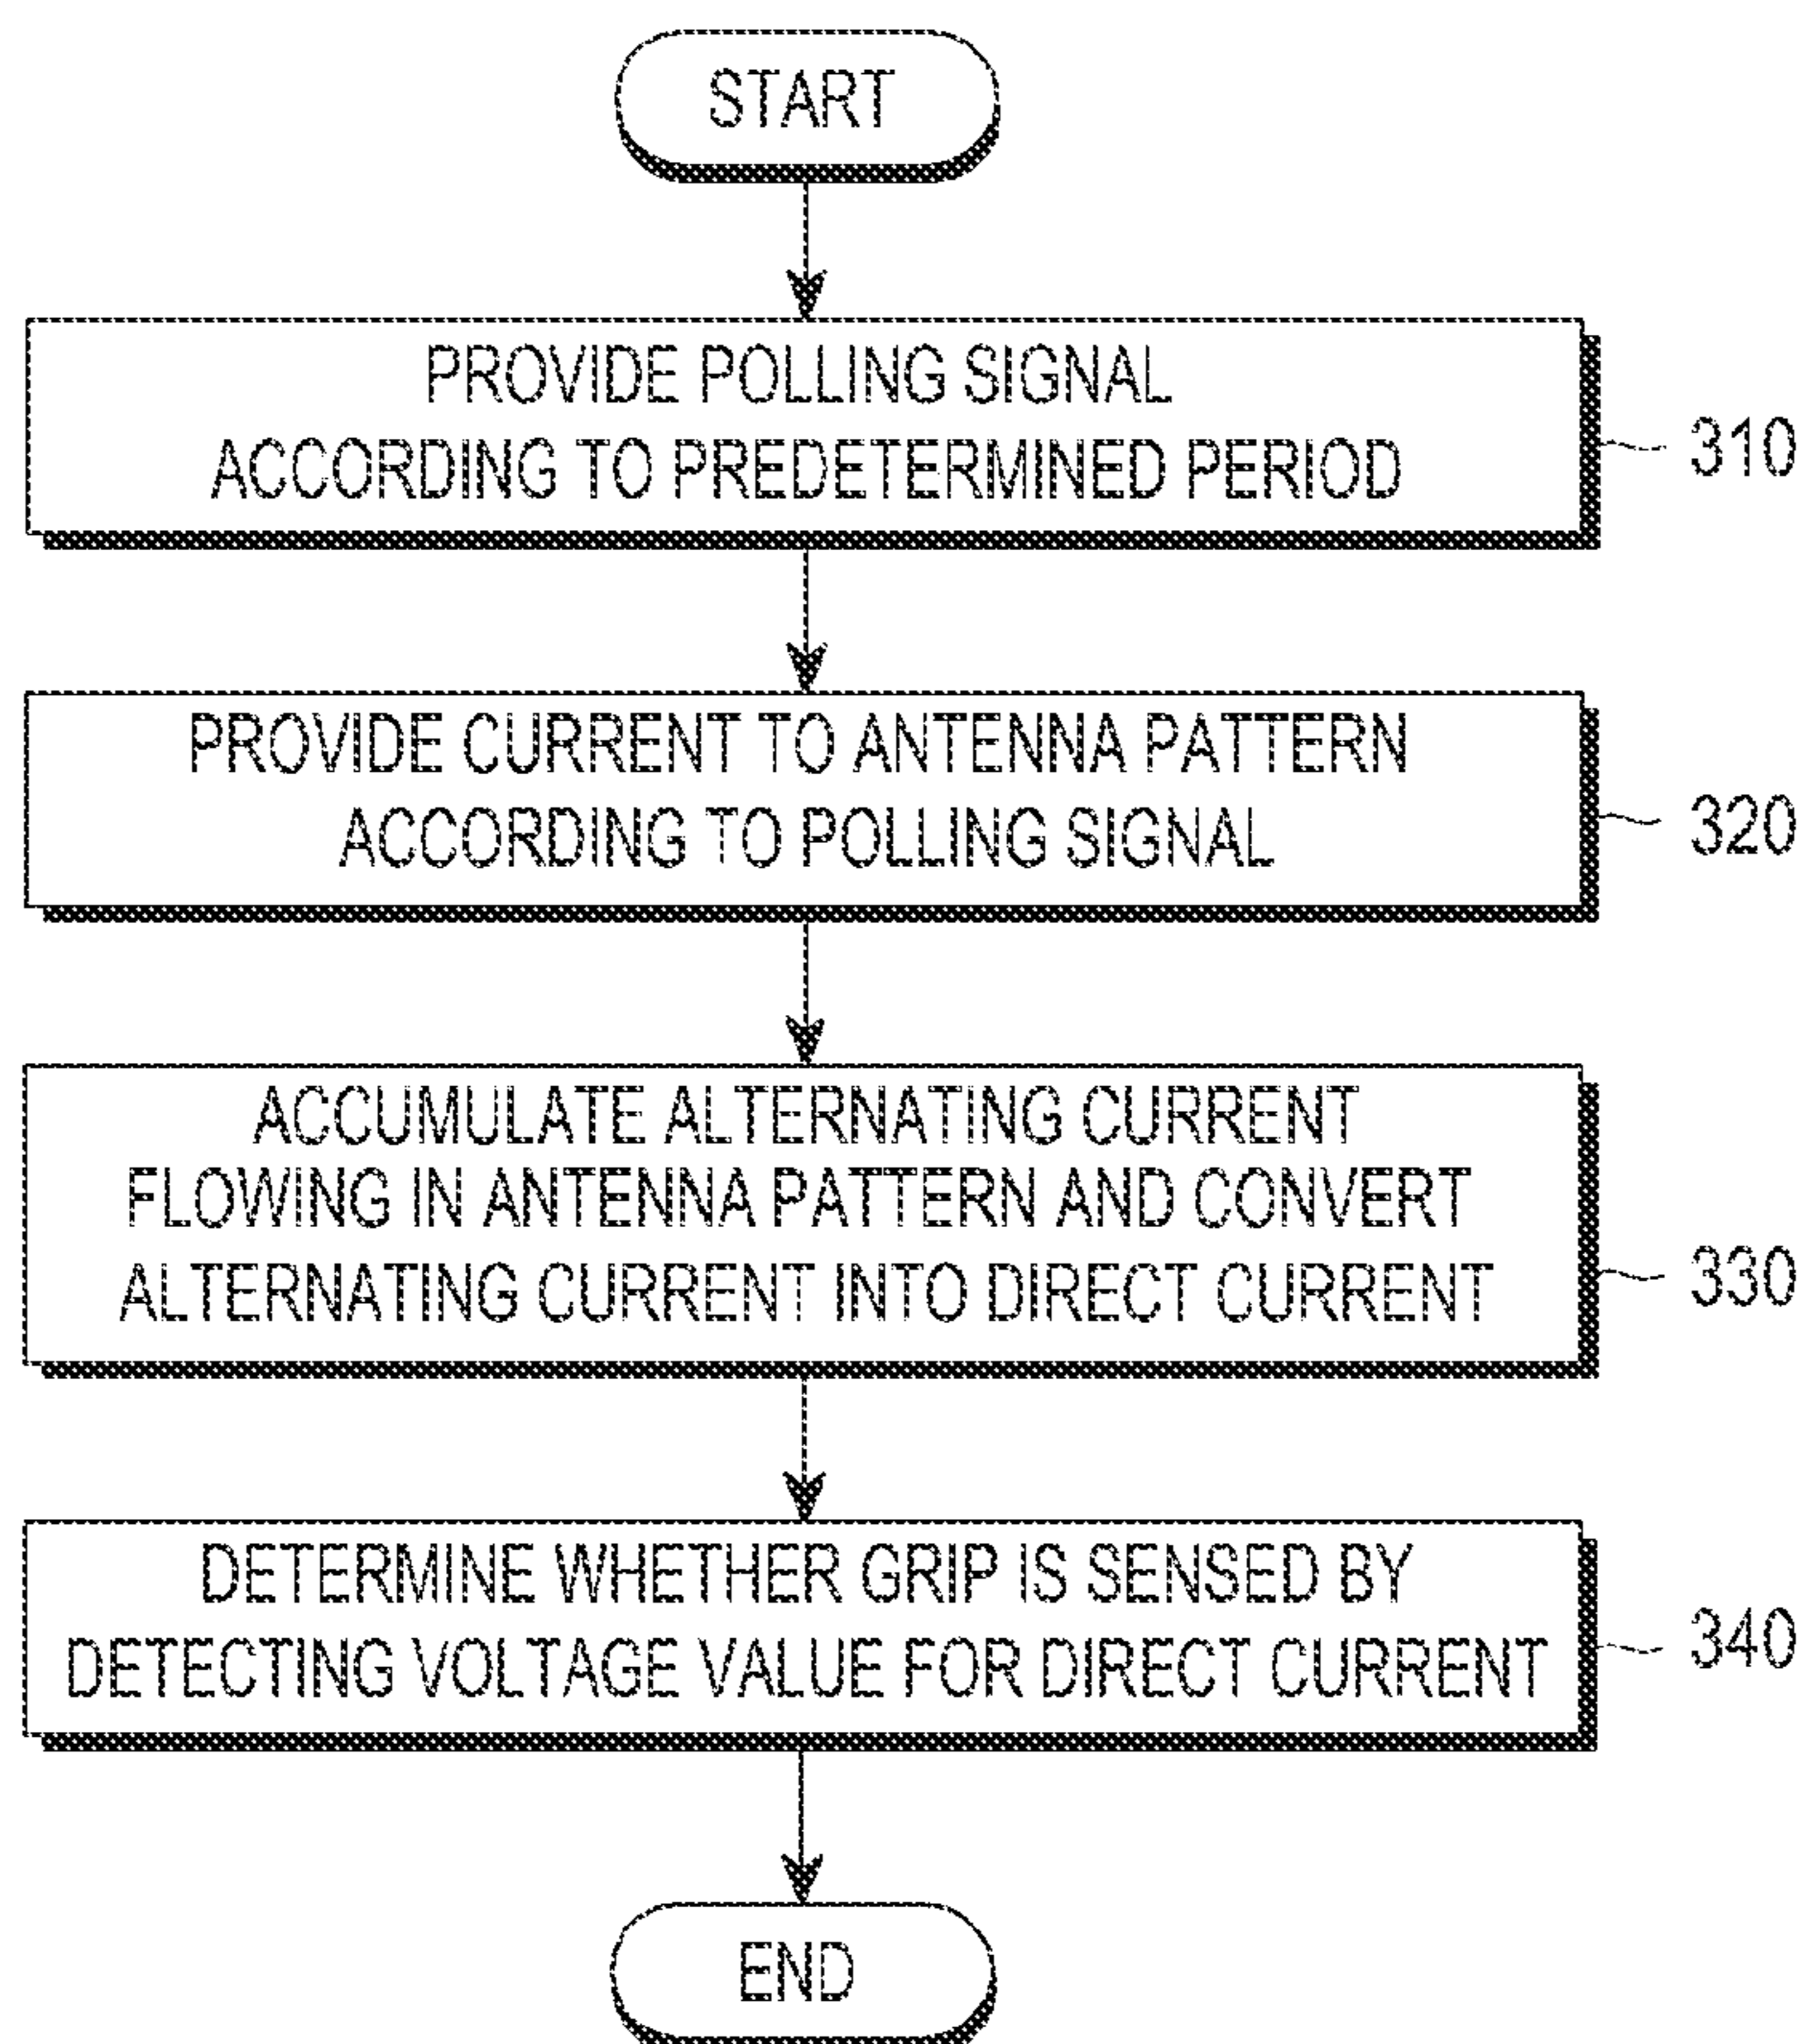 START
PROVIDE POLLING SIGNAL
ACCORDING TO PREDETERMINED PERIOD
310
PROVIDE CURRENT TO ANTENNA PATTERN
ACCORDING TO POLLING SIGNAL
320
ACCUMULATE ALTERNATING CURRENT
FLOWING IN ANTENNA PATTERN AND CONVERT
ALTERNATING CURRENT INTO DIRECT CURRENT
330
DETERMINE WHETHER GRIP IS SENSED BY
DETECTING VOLTAGE VALUE FOR DIRECT CURRENT
340
END